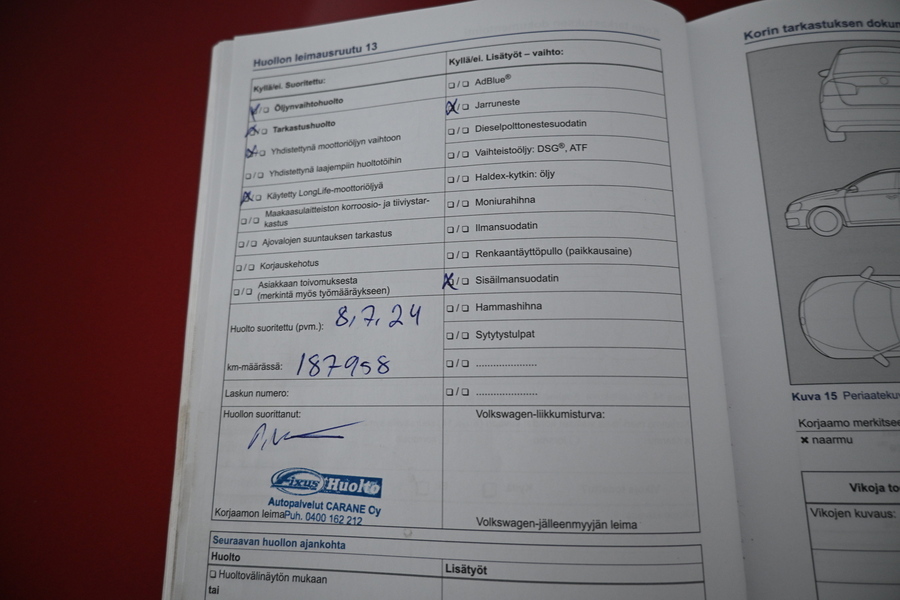 Huollon leimausruutu 13
Kyllä/ei. Suoritettu:
☒/☐ Öljynvaihtohuolto
☒/☐ Tarkastushuolto
☒/☐ Yhdistettynä moottoriöljyn vaihtoon
☐/☐ Yhdistettynä laajempiin huoltotöihin
☒/☐ Käytetty LongLife-moottoriöljyä
☐/☐ Maakaasulaitteiston korroosio- ja tiiviystar-
kastus
☐/☐ Ajovalojen suuntauksen tarkastus
☐/☐ Korjauskehotus
☐/☐ Asiakkaan toivomuksesta
(merkintä myös työmääräykseen)
Huolto suoritettu (pvm.): 8,7,24
km-määrässä: 187958
Laskun numero:
Huollon suorittanut:
Fixus Huolto
Autopalvelut CARANE Oy
Korjaamon leima Puh. 0400 162 212
Kyllä/ei. Lisätyöt – vaihto:
☐/☐ AdBlue®
☒/☐ Jarruneste
☐/☐ Dieselpolttonestesuodatin
☐/☐ Vaihteistoöljy: DSG®, ATF
☐/☐ Haldex-kytkin: öljy
☐/☐ Moniurahihna
☐/☐ Ilmansuodatin
☐/☐ Renkaantäyttöpullo (paikkausaine)
☒/☐ Sisäilmansuodatin
☐/☐ Hammashihna
☐/☐ Sytytystulpat
☐/☐ .....................
☐/☐ .....................
Volkswagen-liikkumisturva:
Volkswagen-jälleenmyyjän leima
Seuraavan huollon ajankohta
Huolto
☐ Huoltovälinäytön mukaan
tai
Lisätyöt
Korin tarkastuksen
Kuva 15
Korjaamo
✖ naarmu
Vikoja
Vikojen kuvaus: